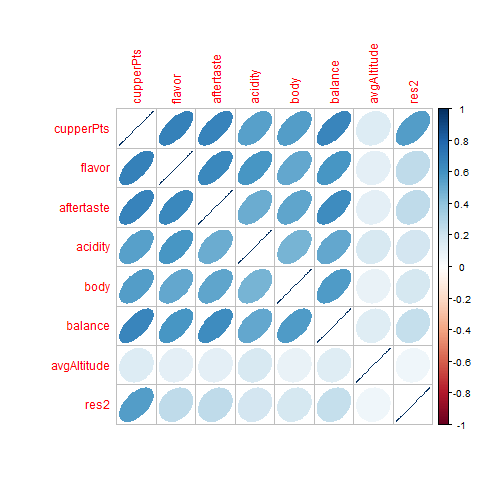 cupperPts
flavor
aftertaste
acidity
body
balance
avgAltitude
res2
cupperPts
flavor
aftertaste
acidity
body
balance
avgAltitude
res2
1
0.8
0.6
0.4
0.2
0
-0.2
-0.4
-0.6
-0.8
-1